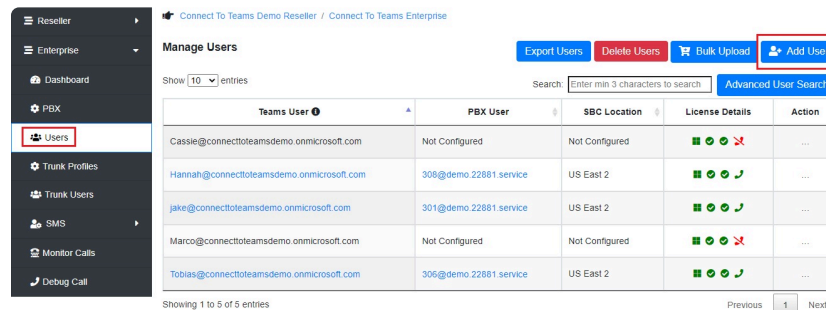 Reseller
Connect To Teams Demo Reseller / Connect To Teams Enterprise
Enterprise
Manage Users
Export Users Delete Users Bulk Upload Add Use
Dashboard
Show 10 entries
Search: Enter min 3 characters to search Advanced User Search
PBX
Teams User PBX User SBC Location License Details Action
Users
Cassie@connecttoteamsdemo.onmicrosoft.com Not Configured Not Configured ...
Trunk Profiles
Hannah@connecttoteamsdemo.onmicrosoft.com 308@demo.22881.service US East 2 ...
Trunk Users
jake@connecttoteamsdemo.onmicrosoft.com 301@demo.22881.service US East 2 ...
SMS
Marco@connecttoteamsdemo.onmicrosoft.com Not Configured Not Configured ...
Monitor Calls
Tobias@connecttoteamsdemo.onmicrosoft.com 306@demo.22881.service US East 2 ...
Debug Call
Showing 1 to 5 of 5 entries Previous 1 Next